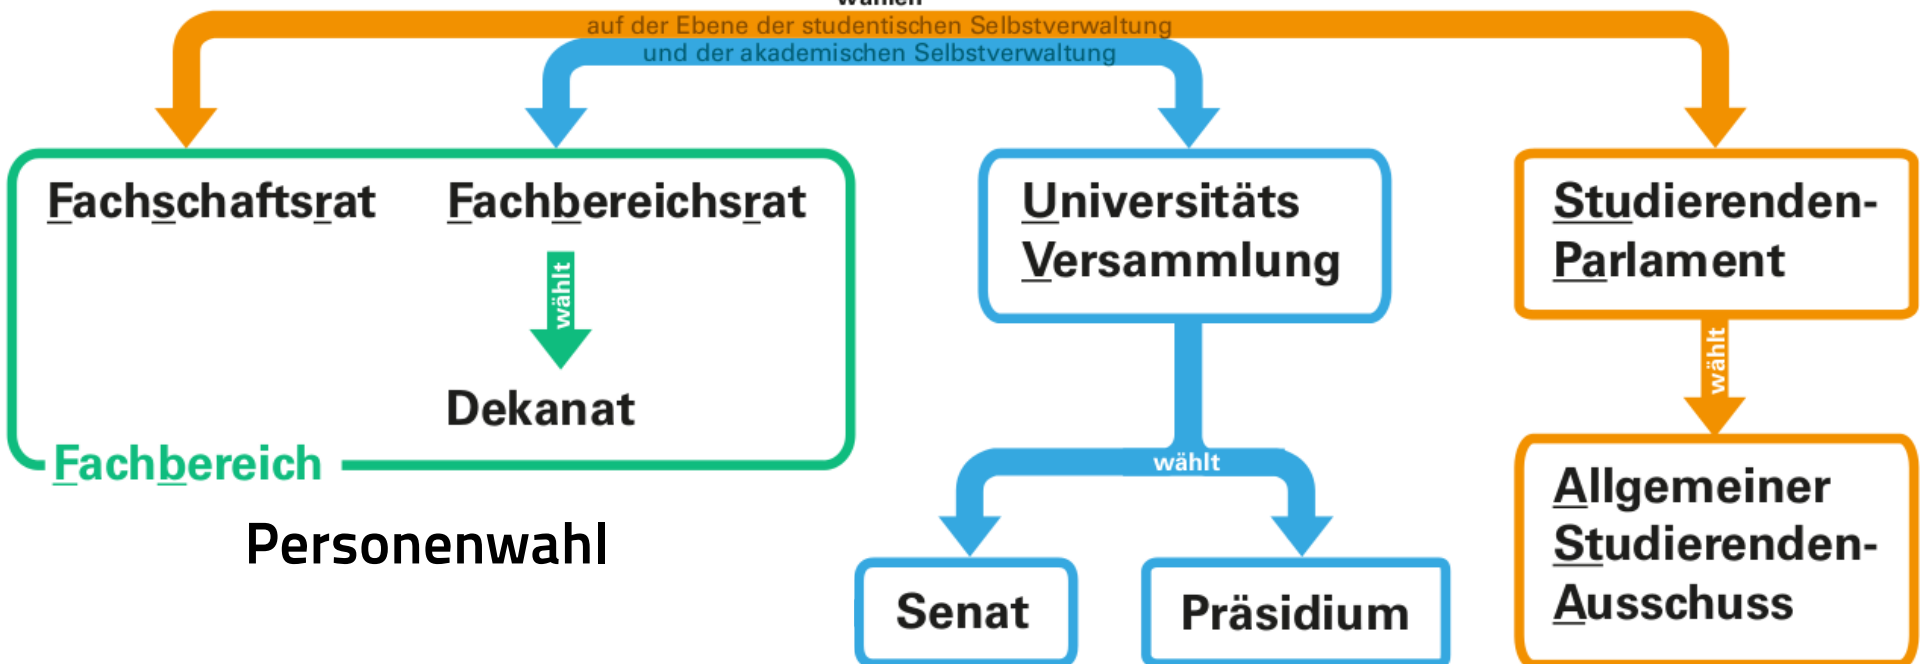 wählen
auf der Ebene der studentischen Selbstverwaltung
und der akademischen Selbstverwaltung
Fachschaftsrat
Fachbereichsrat
wählt
Dekanat
Fachbereich
Personenwahl
Universitäts
Versammlung
wählt
Senat
Präsidium
Studierenden-
Parlament
wählt
Allgemeiner
Studierenden-
Ausschuss